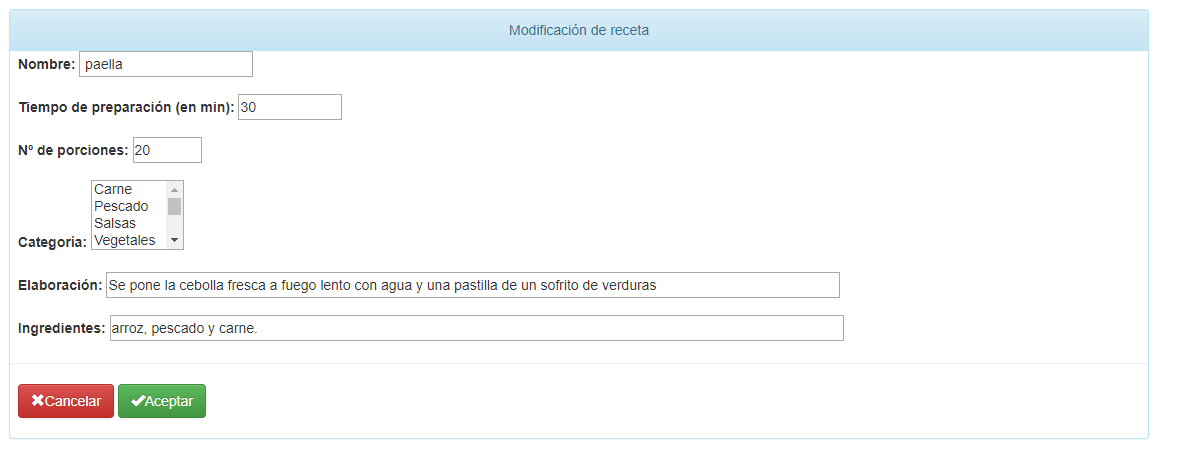 Modificación de receta
Nombre: paella
Tiempo de preparación (en min): 30
Nº de porciones: 20
Carne
Pescado
Salsas
Categoría: Vegetales
Elaboración: Se pone la cebolla fresca a fuego lento con agua y una pastilla de un sofrito de verduras
Ingredientes: arroz, pescado y carne.
Cancelar Aceptar